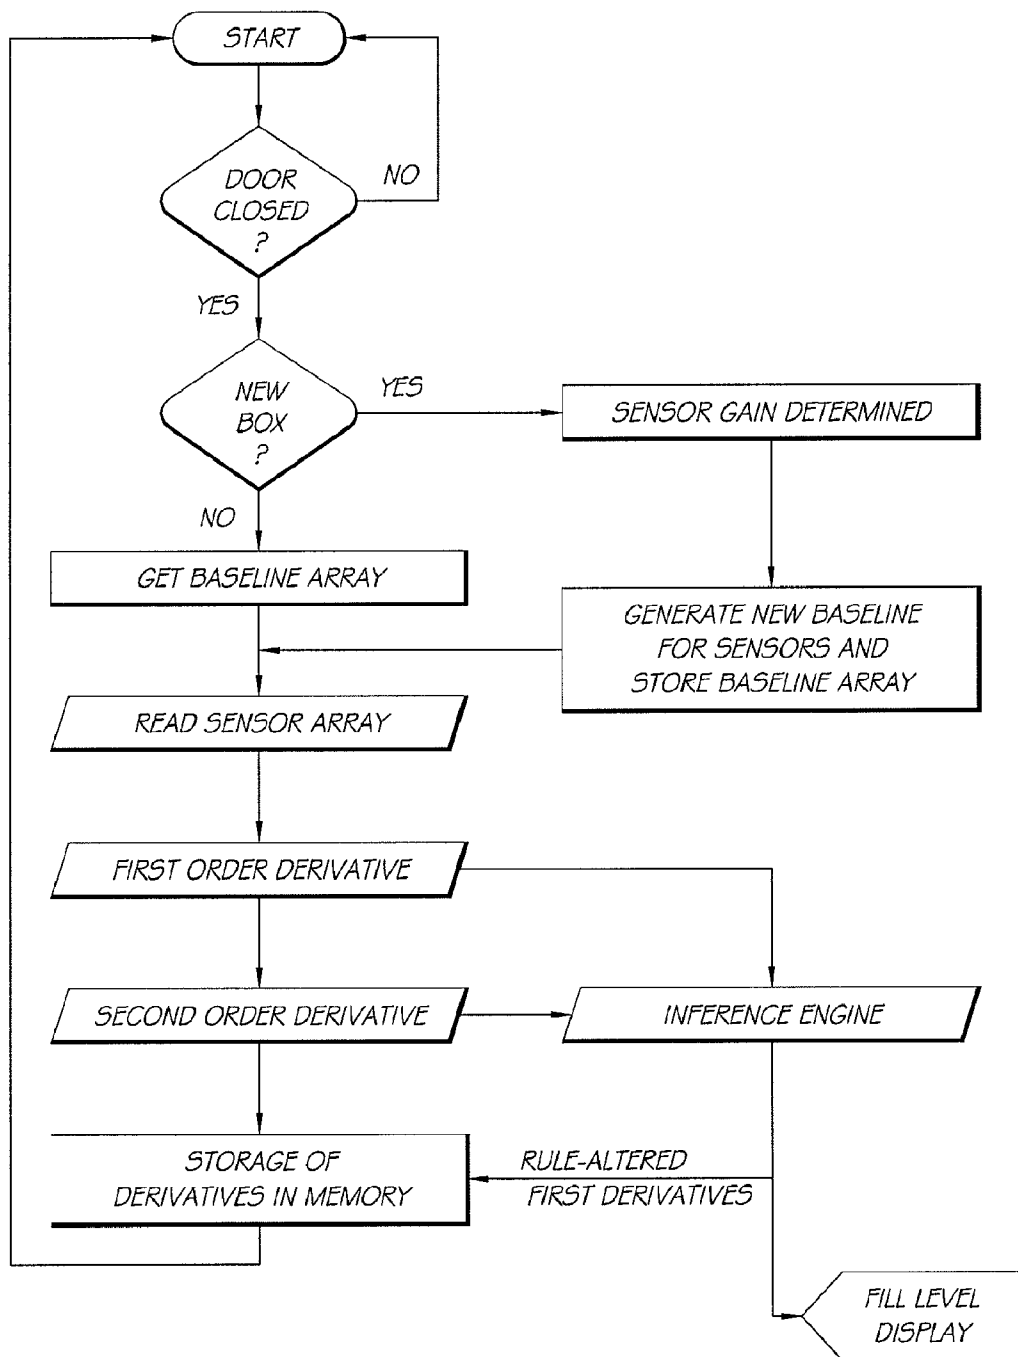 START
DOOR
CLOSED
?
NO
YES
NEW
BOX
?
YES
SENSOR GAIN DETERMINED
NO
GET BASELINE ARRAY
GENERATE NEW BASELINE
FOR SENSORS AND
STORE BASELINE ARRAY
READ SENSOR ARRAY
FIRST ORDER DERIVATIVE
SECOND ORDER DERIVATIVE
INFERENCE ENGINE
STORAGE OF
DERIVATIVES IN MEMORY
RULE-ALTERED
FIRST DERIVATIVES
FILL LEVEL
DISPLAY